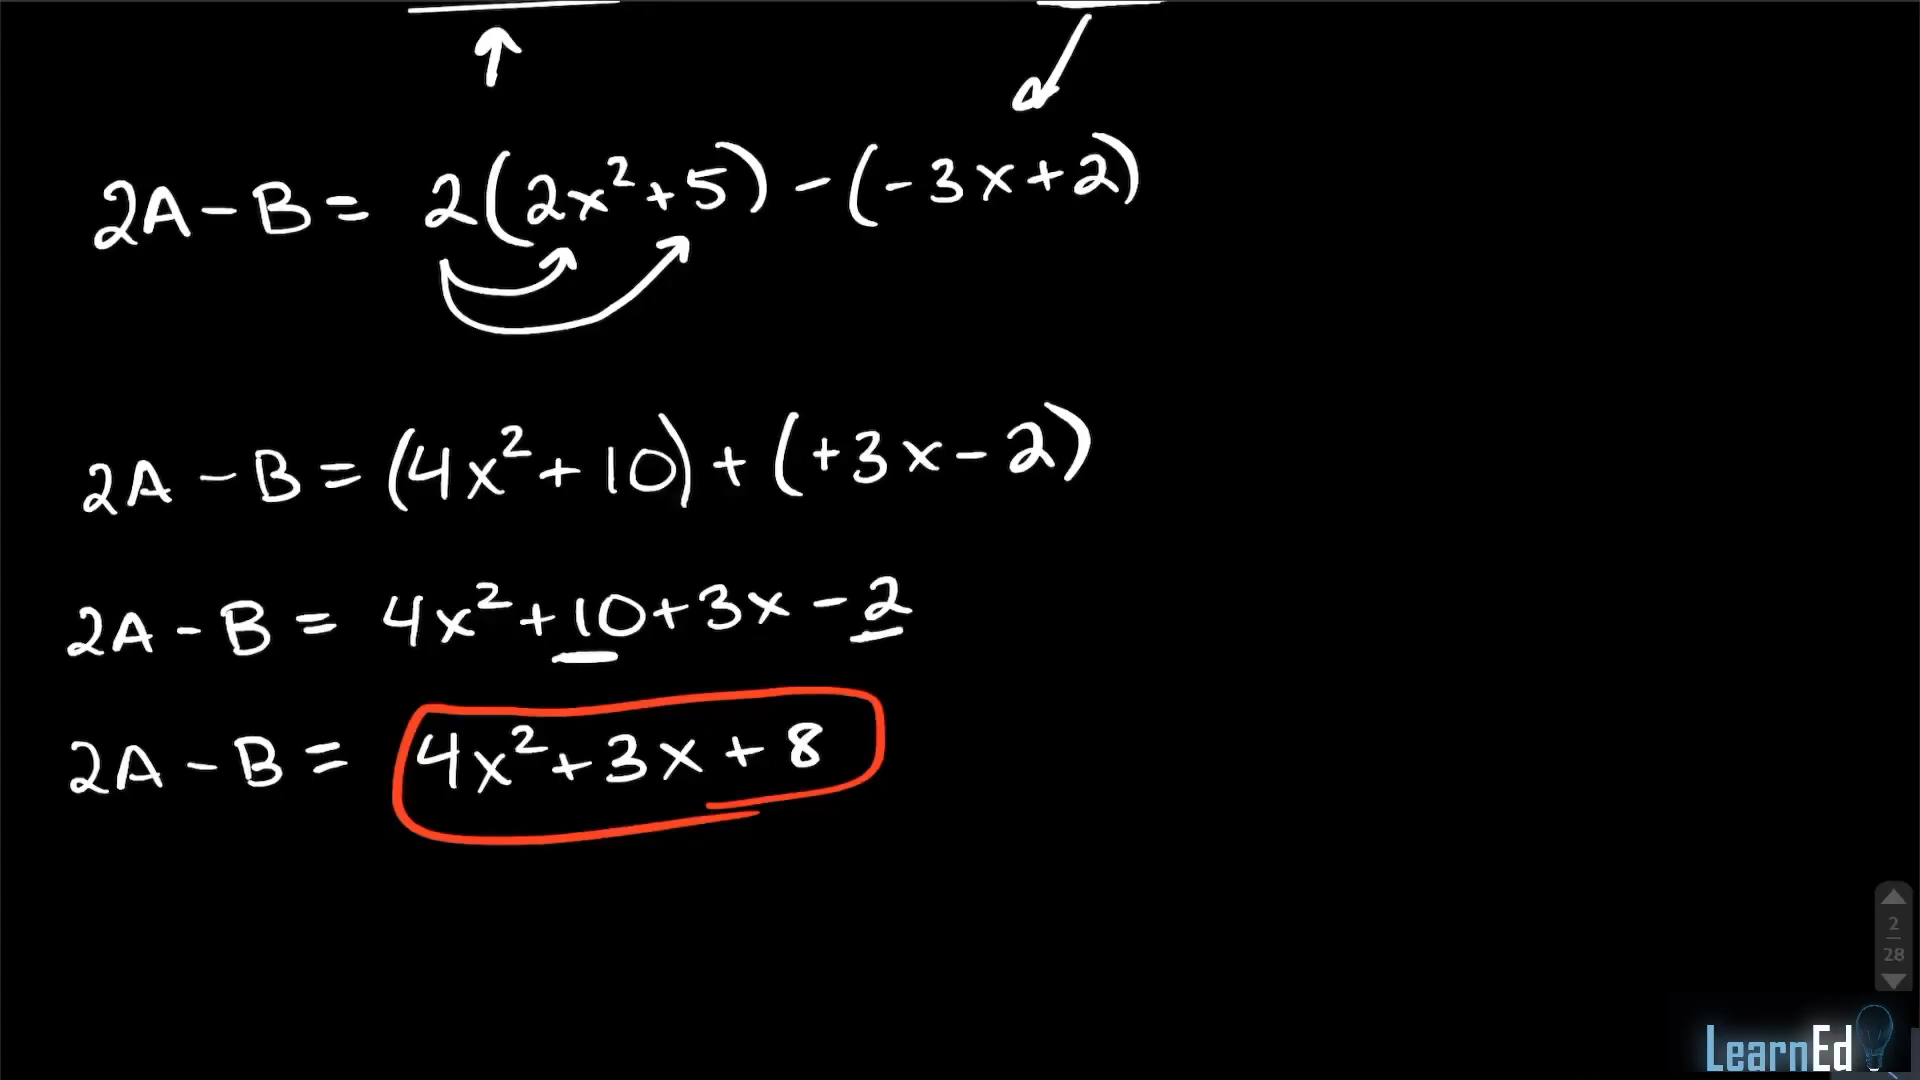 2A - B = 2(2x² + 5) - (-3x + 2)
2A - B = (4x² + 10) + (+3x - 2)
2A - B = 4x² + 10 + 3x - 2
2A - B = 4x² + 3x + 8
2
28
LearnEd